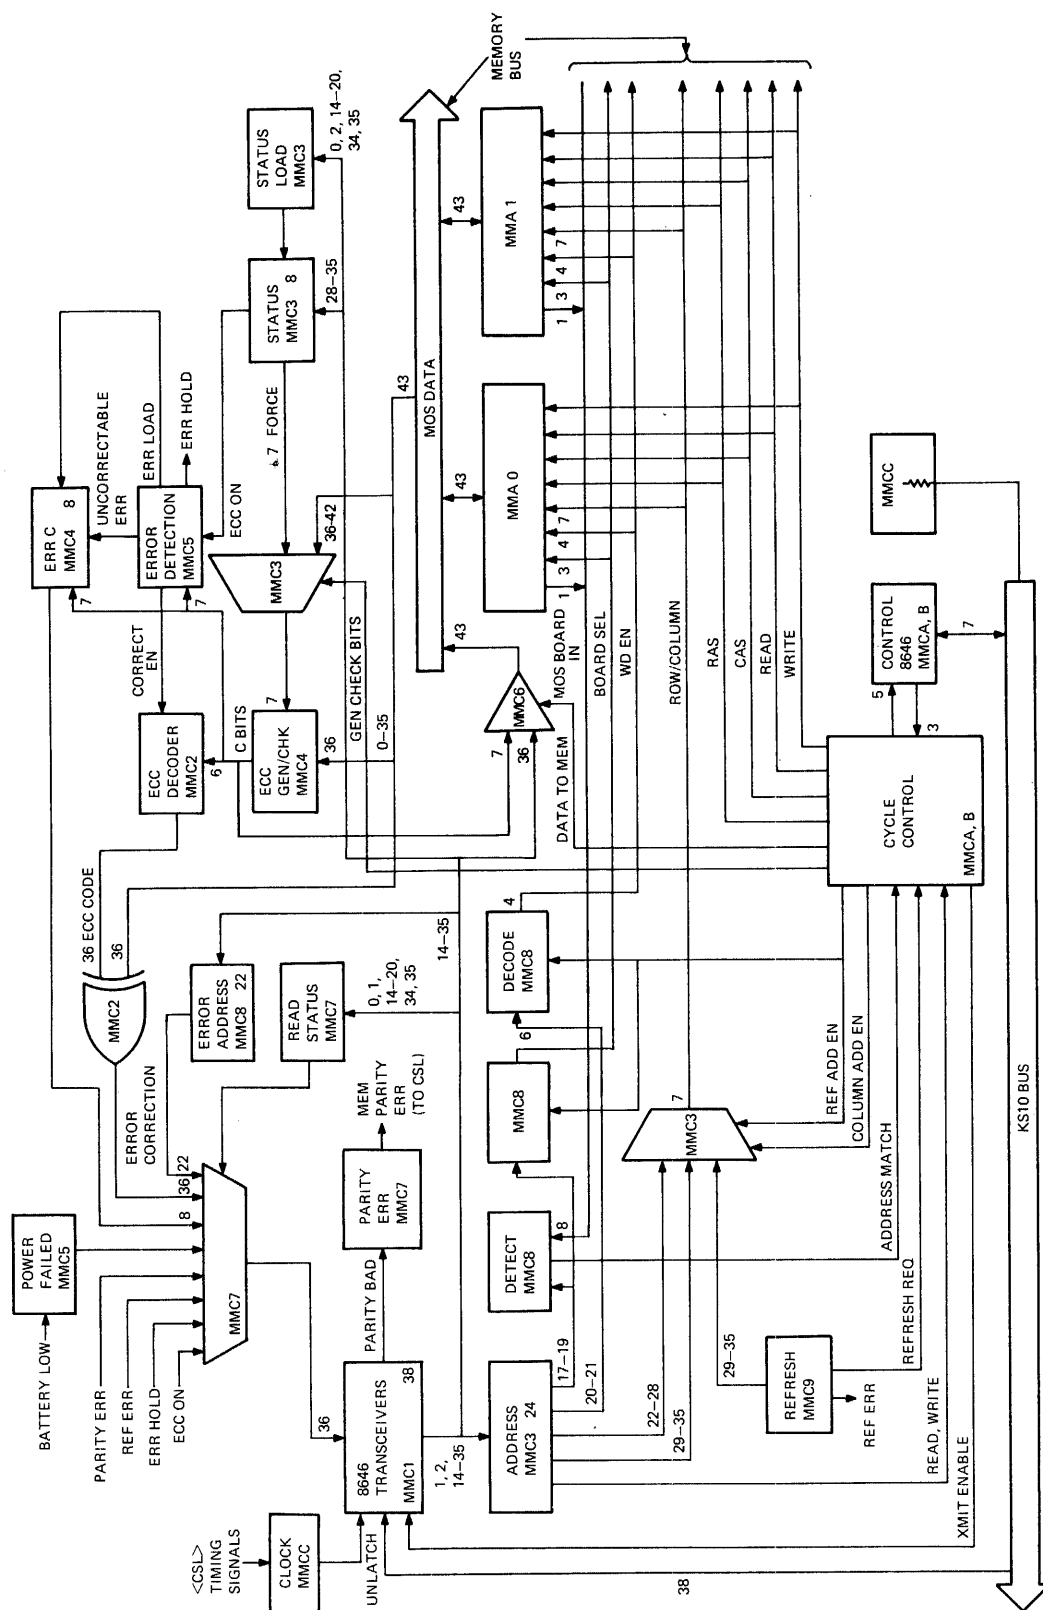 <CSL>
TIMING
SIGNALS
CLOCK
MMCC
UNLATCH
BATTERY LOW
POWER
FAILED
MMC5
PARITY ERR
REF ERR
ERR HOLD
ECC ON
MMC7
8
36
22
36
8646
TRANSCEIVERS
MMC1
38
PARITY BAD
PARITY
ERR
MMC7
MEM
PARITY
ERR
(TO CSL)
ERROR
CORRECTION
MMC2
36 ECC CODE
36
ERROR
ADDRESS
MMC8
22
READ
STATUS
MMC7
0, 1,
14-20,
34, 35
14-35
ECC
DECODER
MMC2
6
CORRECT
EN
C BITS
ECC
GEN/CHK
MMC4
36
7
GEN CHECK BITS
0-35
ERR C
MMC4
8
7
UNCORRECTABLE
ERR
ERROR
DETECTION
MMC5
7
ERR LOAD
ERR HOLD
ECC ON
MMC3
36-42
7 FORCE
STATUS
MMC3
8
28-35
STATUS
LOAD
MMC3
0, 2, 14-20,
34, 35
43
MOS DATA
MEMORY
BUS
1, 2,
14-35
ADDRESS
MMC3
24
17-19
20-21
22-28
29-35
DETECT
MMC8
8
MMC8
6
DECODE
MMC8
4
MMC6
7
36
43
DATA TO MEM
MOS BOARD
IN
BOARD SEL
WD EN
ROW/COLUMN
RAS
CAS
READ
WRITE
MMA 0
43
1
3
4
7
MMA 1
43
1
3
4
7
MMC3
7
29-35
REFRESH
MMC9
REF ERR
REFRESH REQ
READ, WRITE
XMIT ENABLE
REF ADD EN
COLUMN ADD EN
ADDRESS MATCH
CYCLE
CONTROL
MMCA, B
5
3
CONTROL
8646
MMCA, B
7
MMCC
38
KS10 BUS